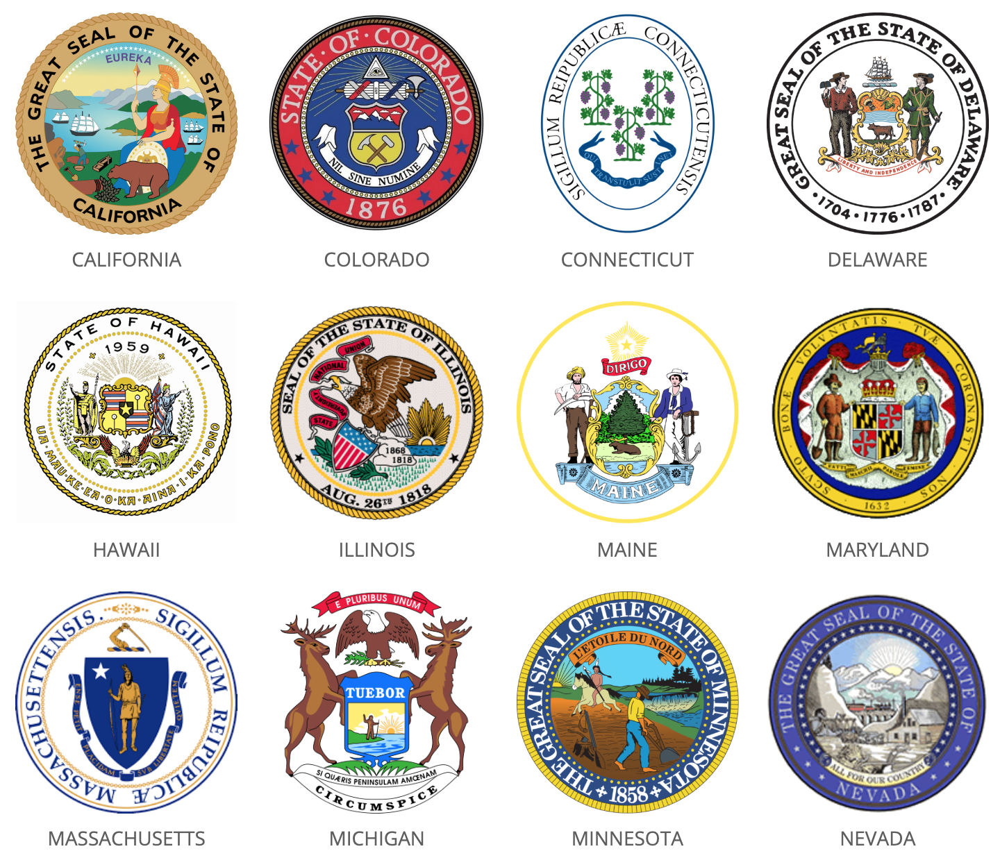 THE GREAT SEAL OF THE STATE OF CALIFORNIA
EUREKA
STATE·OF·COLORADO
NIL SINE NUMINE
1876
SIGILLUM REIPUBLICÆ CONNECTICUTENSIS
QUI TRANSTULIT SUSTINET
GREAT SEAL OF THE STATE OF DELAWARE
LIBERTY AND INDEPENDENCE
·1704·1776·1787·
CALIFORNIA
COLORADO
CONNECTICUT
DELAWARE
STATE OF HAWAII
1959
UA·MAU·KE·EA·O·KA·AINA·I·KA·PONO
SEAL OF THE STATE OF ILLINOIS
UNION
NATIONAL
SOVEREIGNTY
STATE
1868
1818
AUG. 26TH 1818
DIRIGO
MAINE
SCVTO · BONÆ · VOLVNTATIS · TVÆ · CORONASTI · NOS
FATTI MASCHII PAROLE FEMINE
· 1632 ·
HAWAII
ILLINOIS
MAINE
MARYLAND
SIGILLUM REIPUBLICÆ MASSACHUSETTENSIS.
ENSE PETIT PLACIDAM SVB LIBERTATE QVIETEM
E PLURIBUS UNUM
TUEBOR
SI QUÆRIS PENINSULAM AMŒNAM
CIRCUMSPICE
THE GREAT SEAL OF THE STATE OF MINNESOTA
L'ETOILE DU NORD
1858
THE GREAT SEAL OF THE STATE OF
ALL FOR OUR COUNTRY
NEVADA
MASSACHUSETTS
MICHIGAN
MINNESOTA
NEVADA